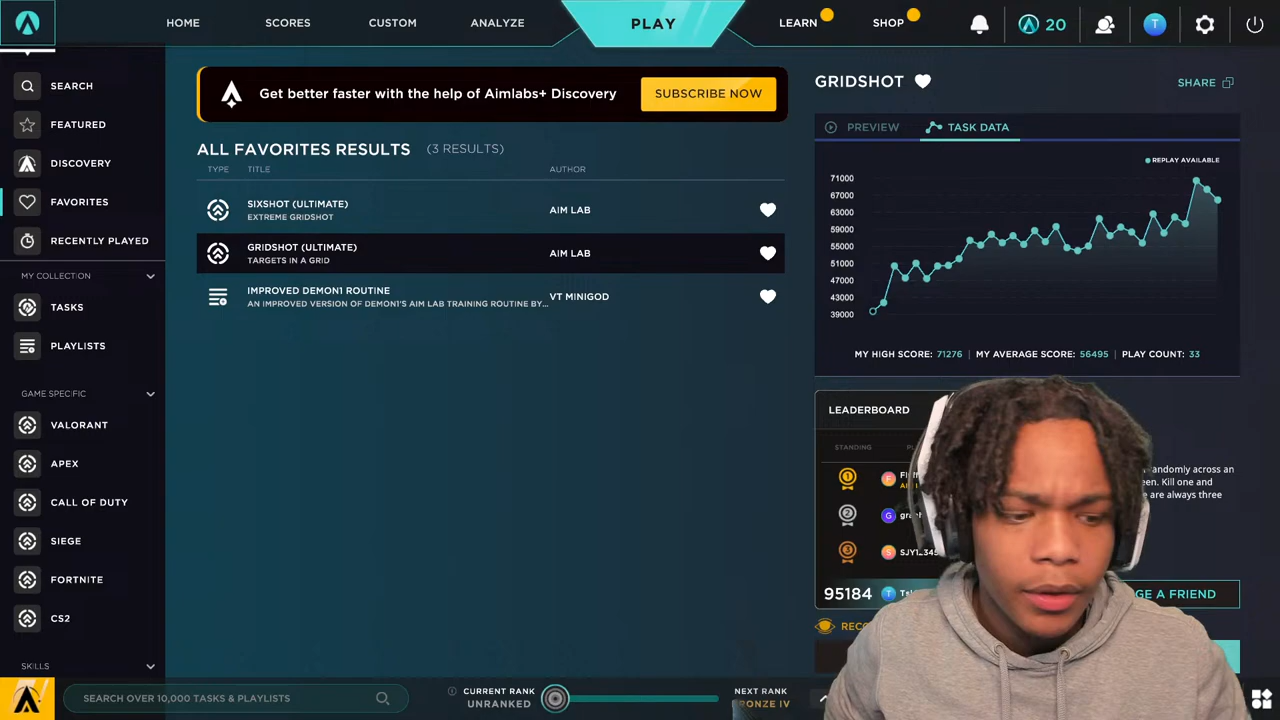 HOME
SCORES
CUSTOM
ANALYZE
PLAY
LEARN
SHOP
20
T
SEARCH
FEATURED
DISCOVERY
FAVORITES
RECENTLY PLAYED
MY COLLECTION
TASKS
PLAYLISTS
GAME SPECIFIC
VALORANT
APEX
CALL OF DUTY
SIEGE
FORTNITE
CS2
SKILLS
Get better faster with the help of Aimlabs+ Discovery
SUBSCRIBE NOW
ALL FAVORITES RESULTS (3 RESULTS)
TYPE TITLE AUTHOR
SIXSHOT (ULTIMATE)
EXTREME GRIDSHOT
AIM LAB
GRIDSHOT (ULTIMATE)
TARGETS IN A GRID
AIM LAB
IMPROVED DEMON1 ROUTINE
AN IMPROVED VERSION OF DEMON1'S AIM LAB TRAINING ROUTINE BY...
VT MINIGOD
GRIDSHOT
SHARE
PREVIEW
TASK DATA
REPLAY AVAILABLE
71000
67000
63000
59000
55000
51000
47000
43000
39000
MY HIGH SCORE: 71276 | MY AVERAGE SCORE: 56495 | PLAY COUNT: 33
LEADERBOARD
STANDING
1
F
2
G
3
S
95184
T
andomly across an
en. Kill one and
e are always three
GE A FRIEND
SEARCH OVER 10,000 TASKS & PLAYLISTS
CURRENT RANK
UNRANKED
NEXT RANK
BRONZE IV